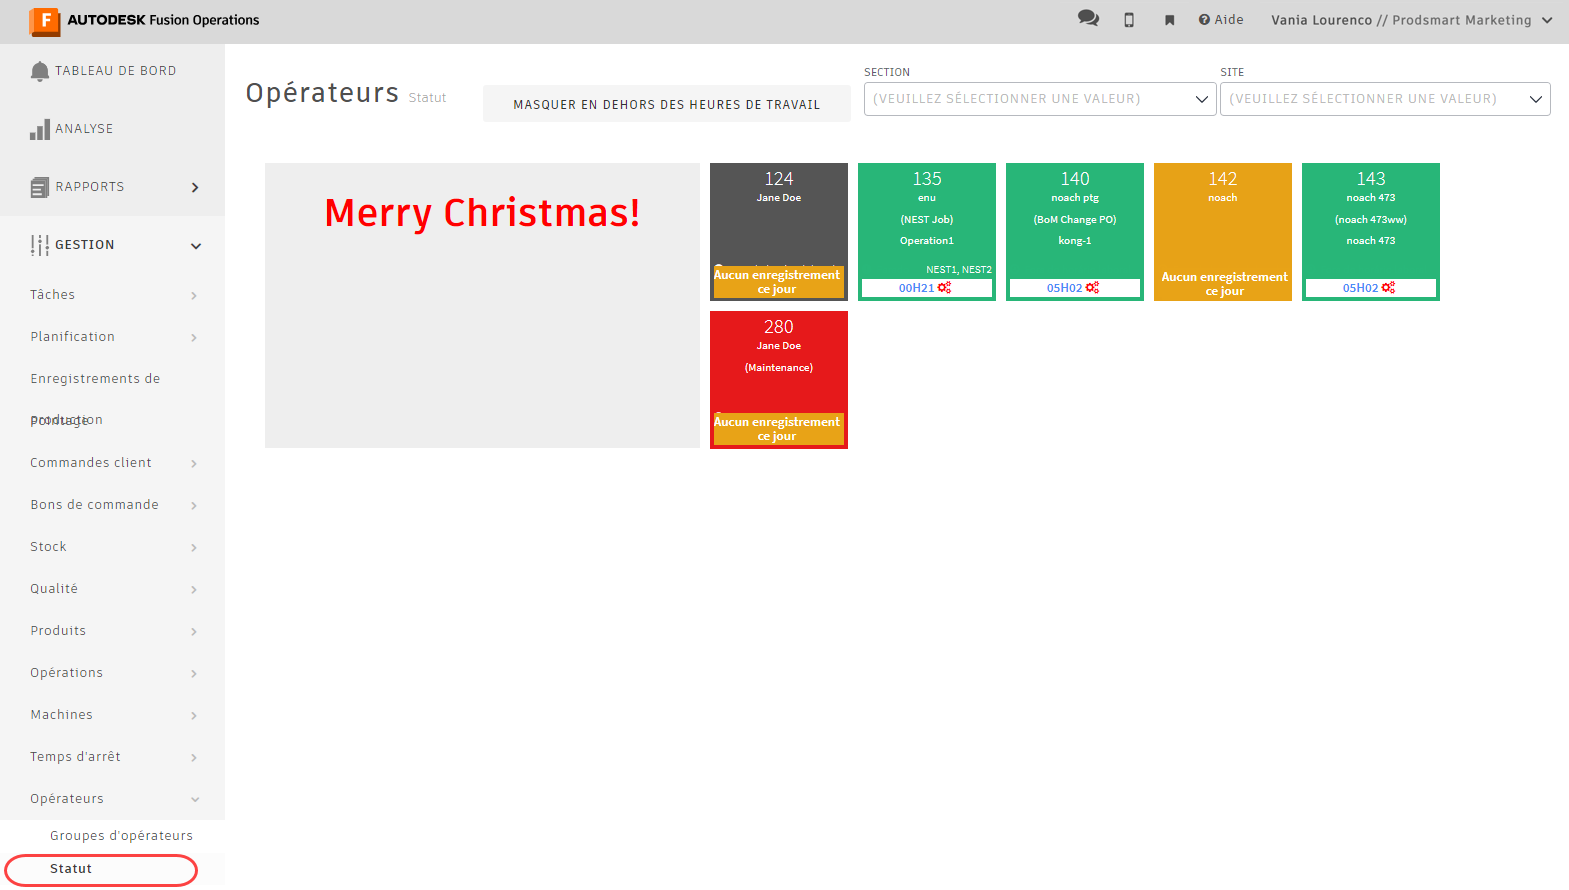 AUTODESK Fusion Operations
Aide
Vania Lourenco // Prodsmart Marketing
TABLEAU DE BORD
ANALYSE
RAPPORTS
GESTION
Tâches
Planification
Enregistrements de
production
Pointage
Commandes client
Bons de commande
Stock
Qualité
Produits
Opérations
Machines
Temps d'arrêt
Opérateurs
Groupes d'opérateurs
Statut
Opérateurs Statut
MASQUER EN DEHORS DES HEURES DE TRAVAIL
SECTION
(VEUILLEZ SÉLECTIONNER UNE VALEUR)
SITE
(VEUILLEZ SÉLECTIONNER UNE VALEUR)
Merry Christmas!
124
Jane Doe
Aucun enregistrement
ce jour
135
enu
(NEST Job)
Operation1
NEST1, NEST2
00H21
140
noach ptg
(BoM Change PO)
kong-1
05H02
142
noach
Aucun enregistrement
ce jour
143
noach 473
(noach 473ww)
noach 473
05H02
280
Jane Doe
(Maintenance)
Aucun enregistrement
ce jour